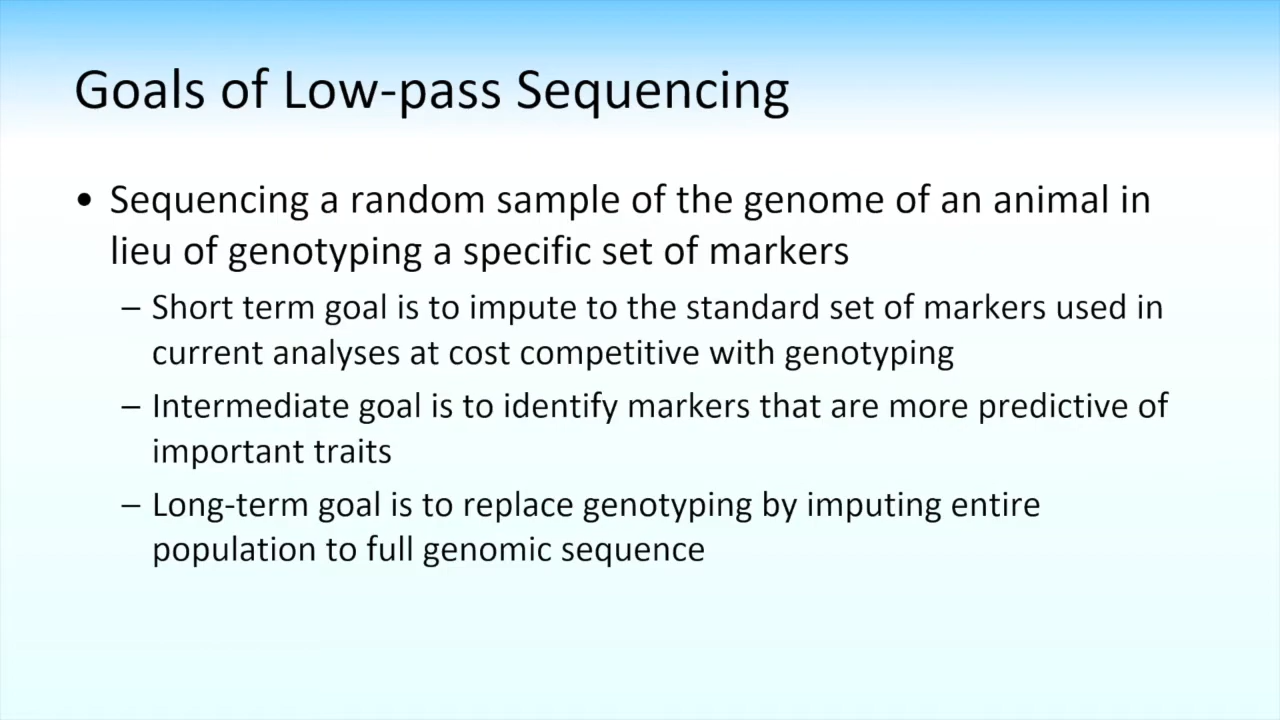 Goals of Low-pass Sequencing
• Sequencing a random sample of the genome of an animal in
lieu of genotyping a specific set of markers
– Short term goal is to impute to the standard set of markers used in
current analyses at cost competitive with genotyping
– Intermediate goal is to identify markers that are more predictive of
important traits
– Long-term goal is to replace genotyping by imputing entire
population to full genomic sequence